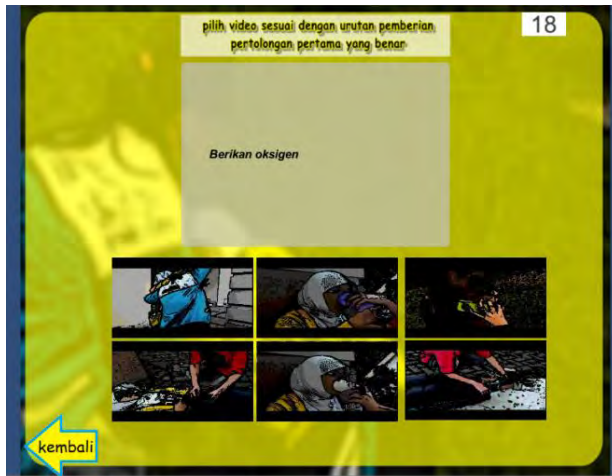 pilih video sesuai dengan urutan pemberian
pertolongan pertama yang benar
18
Berikan oksigen
kembali